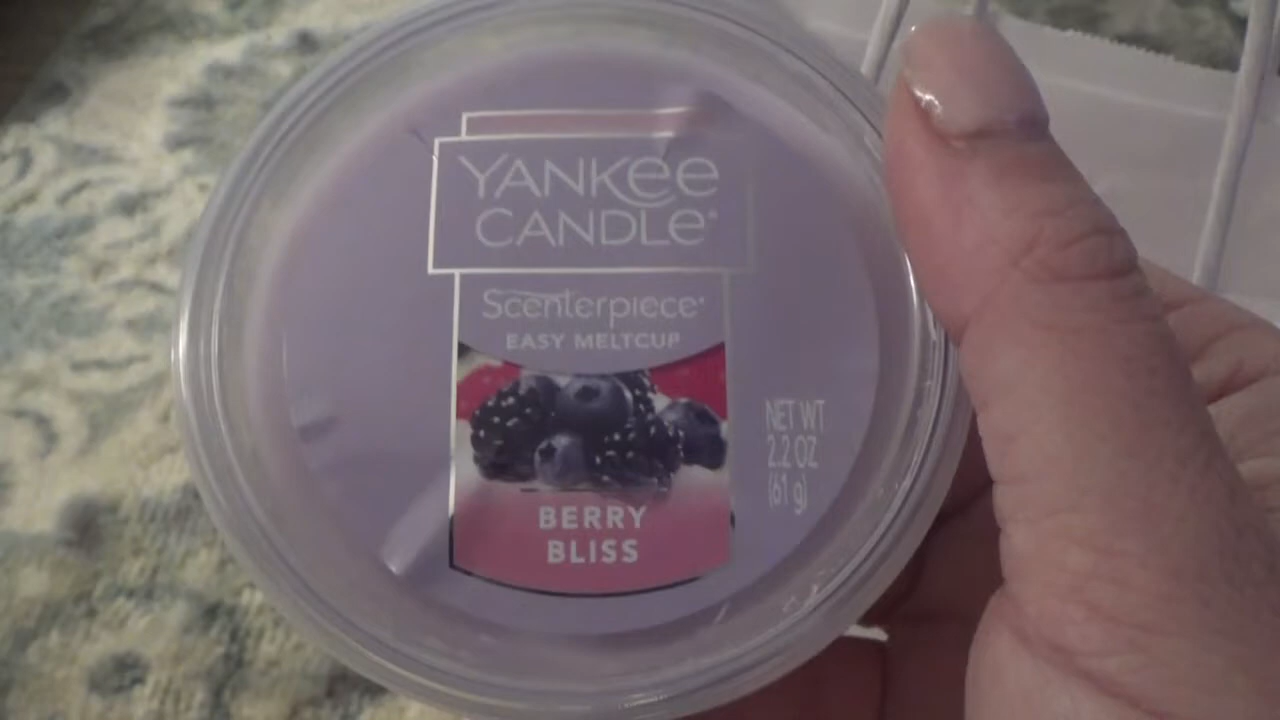 YANKee
CANDLe®
Scenterpiece®
EASY MELTCUP
NET WT
2.2 OZ
(61 g)
BERRY
BLISS